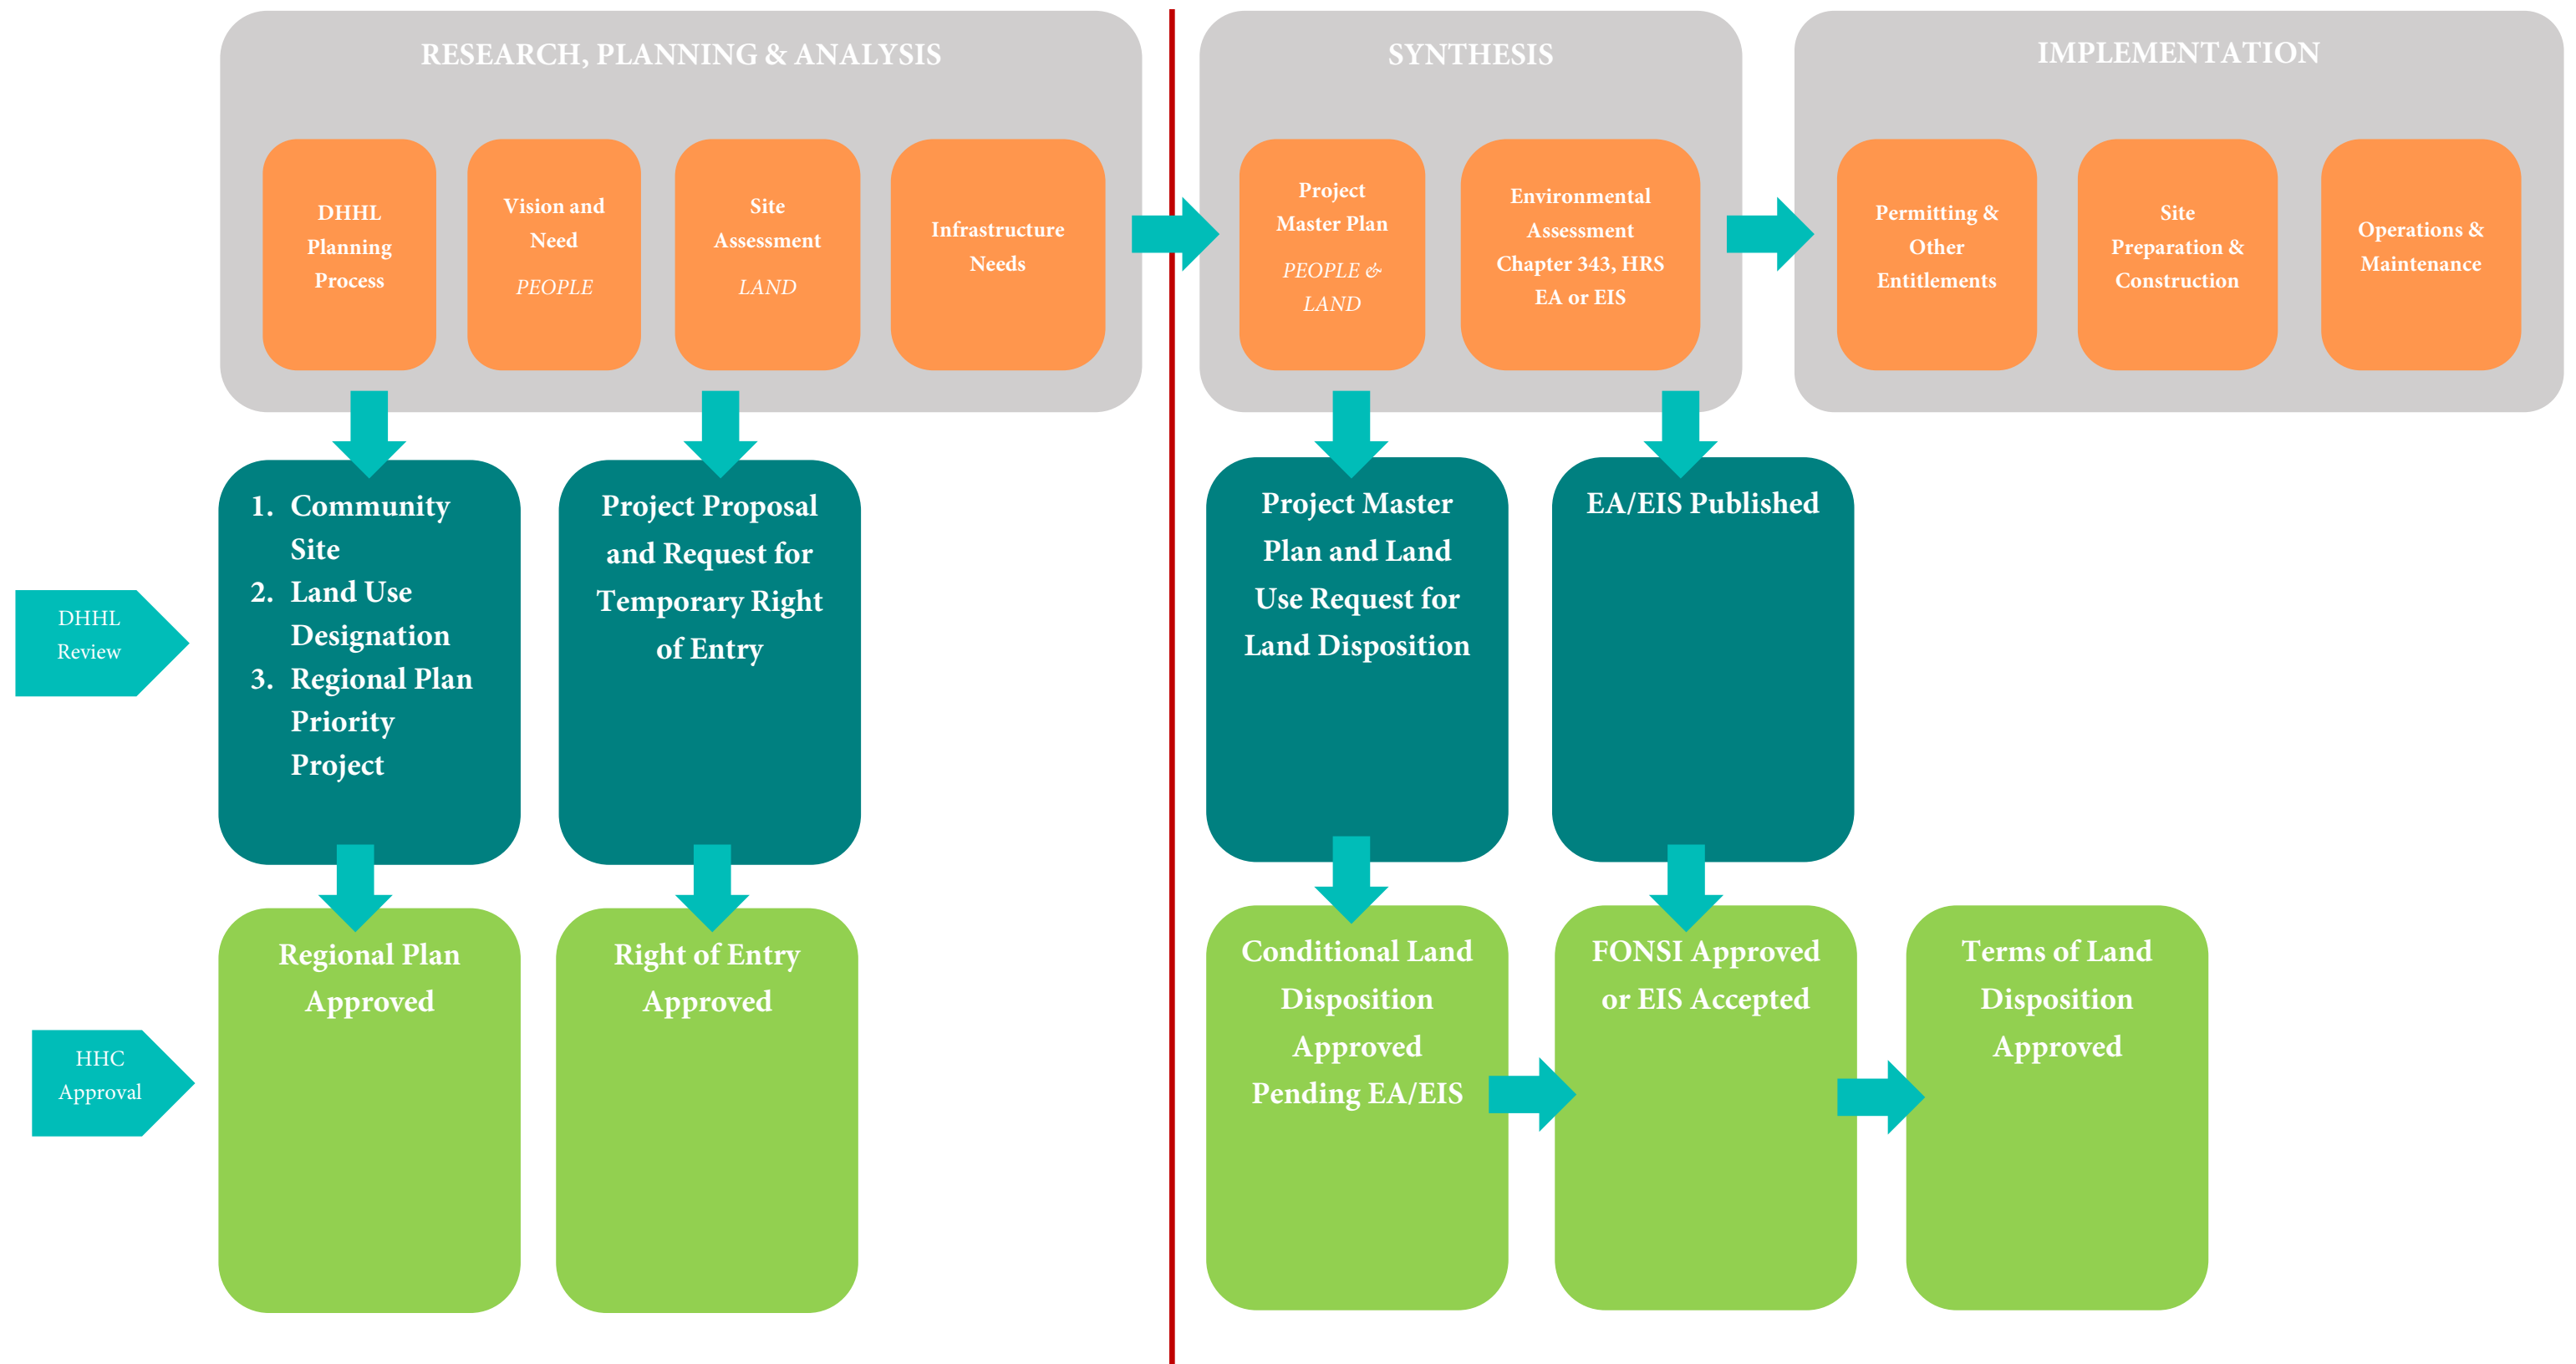 RESEARCH, PLANNING & ANALYSIS
DHHL
Planning
Process
Vision and
Need
PEOPLE
Site
Assessment
LAND
Infrastructure
Needs
SYNTHESIS
Project
Master Plan
PEOPLE &
LAND
Environmental
Assessment
Chapter 343, HRS
EA or EIS
IMPLEMENTATION
Permitting &
Other
Entitlements
Site
Preparation &
Construction
Operations &
Maintenance
DHHL
Review
1. Community
Site
2. Land Use
Designation
3. Regional Plan
Priority
Project
Project Proposal
and Request for
Temporary Right
of Entry
Project Master
Plan and Land
Use Request for
Land Disposition
EA/EIS Published
HHC
Approval
Regional Plan
Approved
Right of Entry
Approved
Conditional Land
Disposition
Approved
Pending EA/EIS
FONSI Approved
or EIS Accepted
Terms of Land
Disposition
Approved